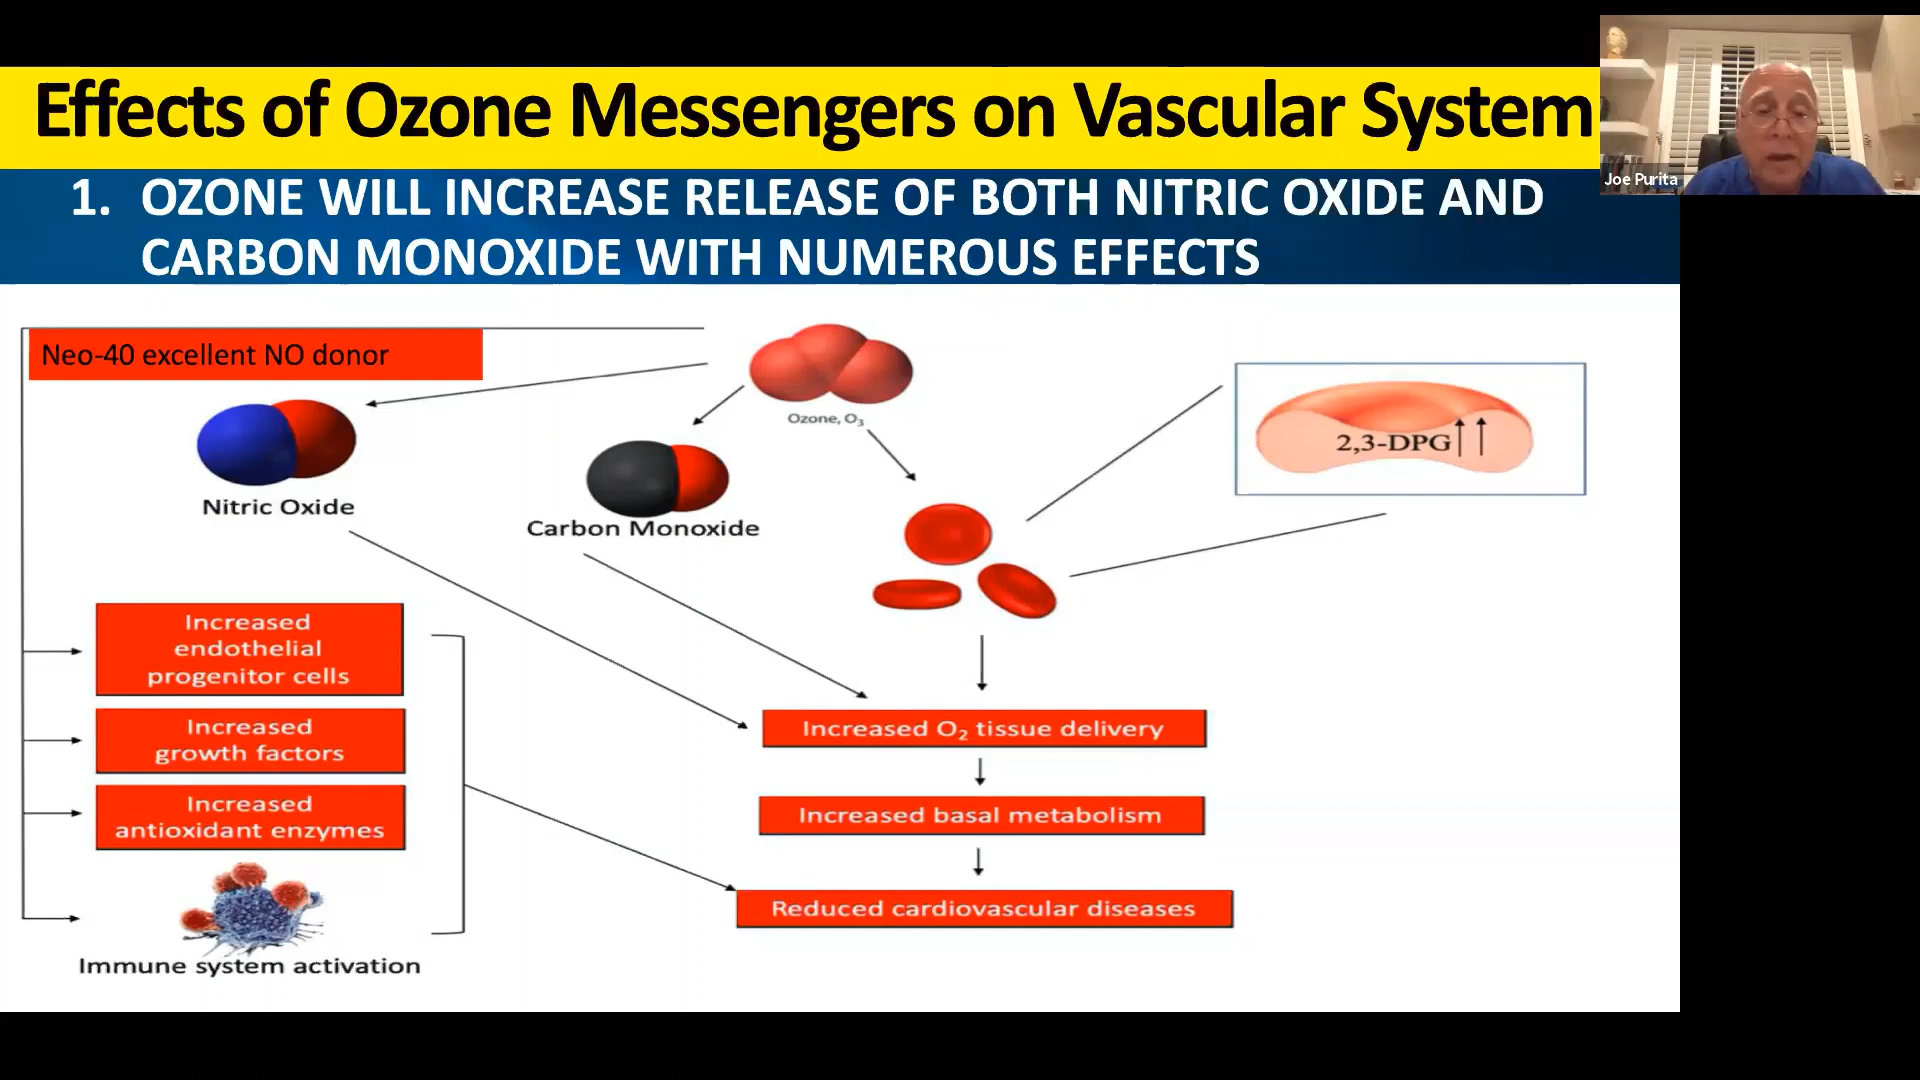 Effects of Ozone Messengers on Vascular System
Joe Purita
1. OZONE WILL INCREASE RELEASE OF BOTH NITRIC OXIDE AND
CARBON MONOXIDE WITH NUMEROUS EFFECTS
Neo-40 excellent NO donor
Ozone, O₃
2,3-DPG
Nitric Oxide
Carbon Monoxide
Increased
endothelial
progenitor cells
Increased
growth factors
Increased
antioxidant enzymes
Immune system activation
Increased O₂ tissue delivery
Increased basal metabolism
Reduced cardiovascular diseases